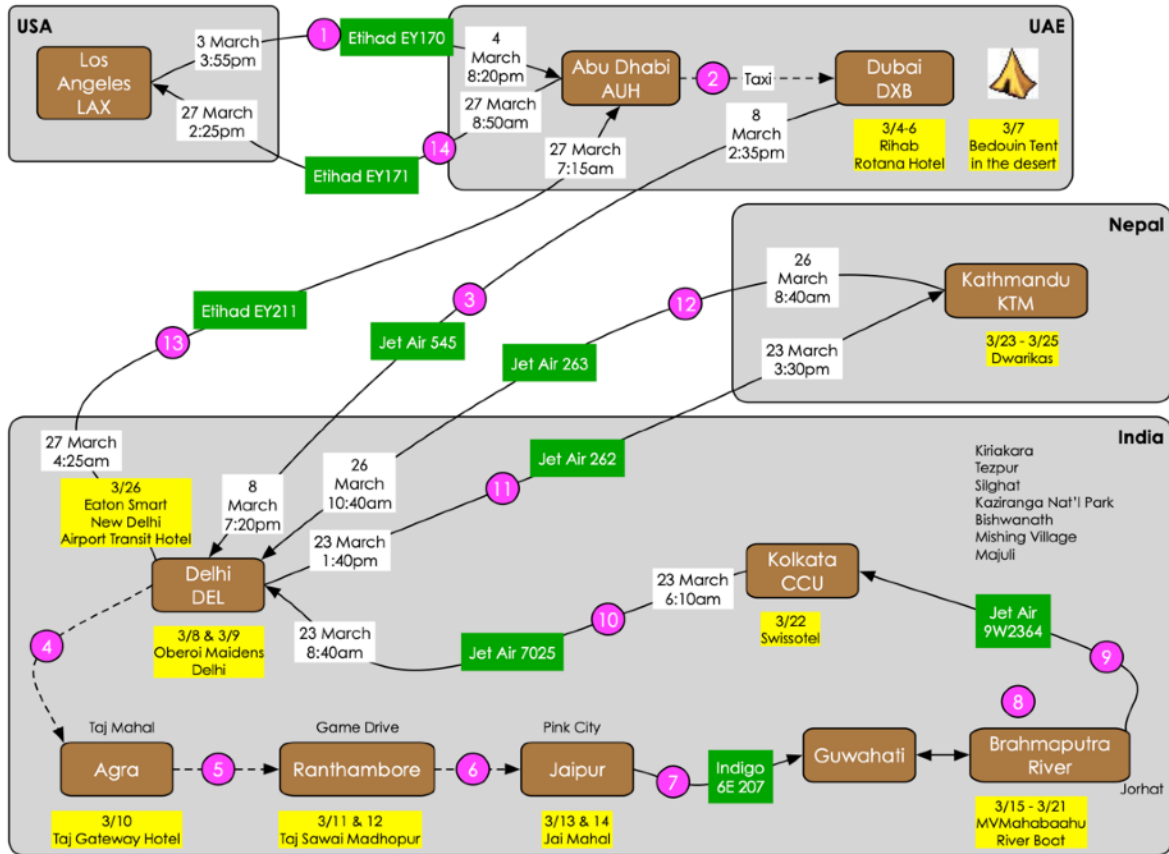 USA
Los
Angeles
LAX
3 March
3:55pm
1
Etihad EY170
27 March
2:25pm
Etihad EY171
14
UAE
4
March
8:20pm
27 March
8:50am
Abu Dhabi
AUH
2
Taxi
Dubai
DXB
27 March
7:15am
8
March
2:35pm
3/4-6
Rihab
Rotana Hotel
3/7
Bedouin Tent
in the desert
Nepal
26
March
8:40am
Kathmandu
KTM
23 March
3:30pm
3/23 - 3/25
Dwarikas
12
3
Etihad EY211
13
Jet Air 545
Jet Air 263
India
Jet Air 262
11
Kiriakara
Tezpur
Silghat
Kaziranga Nat'l Park
Bishwanath
Mishing Village
Majuli
27 March
4:25am
3/26
Eaton Smart
New Delhi
Airport Transit Hotel
8
March
7:20pm
26
March
10:40am
23 March
1:40pm
Delhi
DEL
3/8 & 3/9
Oberoi Maidens
Delhi
23 March
8:40am
Jet Air 7025
10
23 March
6:10am
Kolkata
CCU
3/22
Swissotel
Jet Air
9W2364
9
8
4
Taj Mahal
Agra
3/10
Taj Gateway Hotel
5
Game Drive
Ranthambore
3/11 & 12
Taj Sawai Madhopur
6
Pink City
Jaipur
3/13 & 14
Jai Mahal
7
Indigo
6E 207
Guwahati
Brahmaputra
River
Jorhat
3/15 - 3/21
MVMahabaahu
River Boat